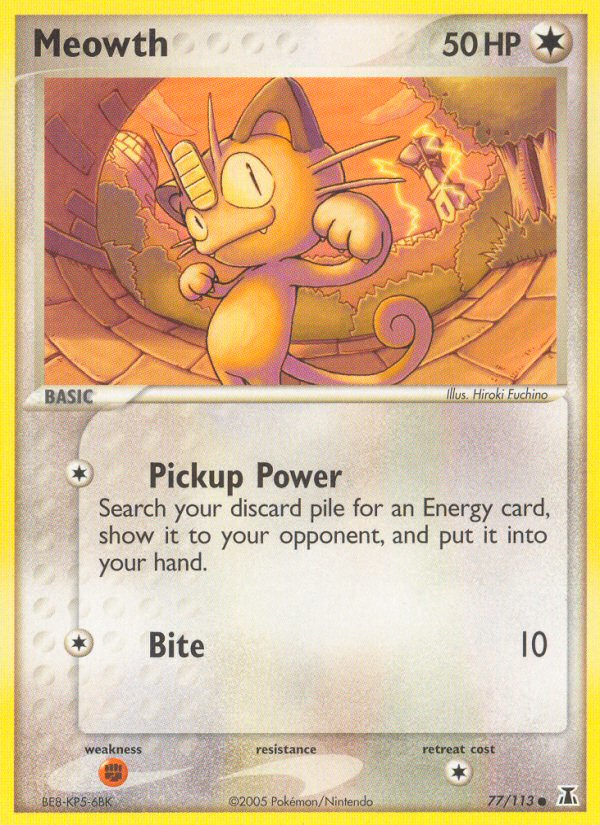 Meowth
50 HP
BASIC
Illus. Hiroki Fuchino
Pickup Power
Search your discard pile for an Energy card,
show it to your opponent, and put it into
your hand.
Bite 10
weakness resistance retreat cost
BE8-KP5-6BK ©2005 Pokémon/Nintendo 77/113